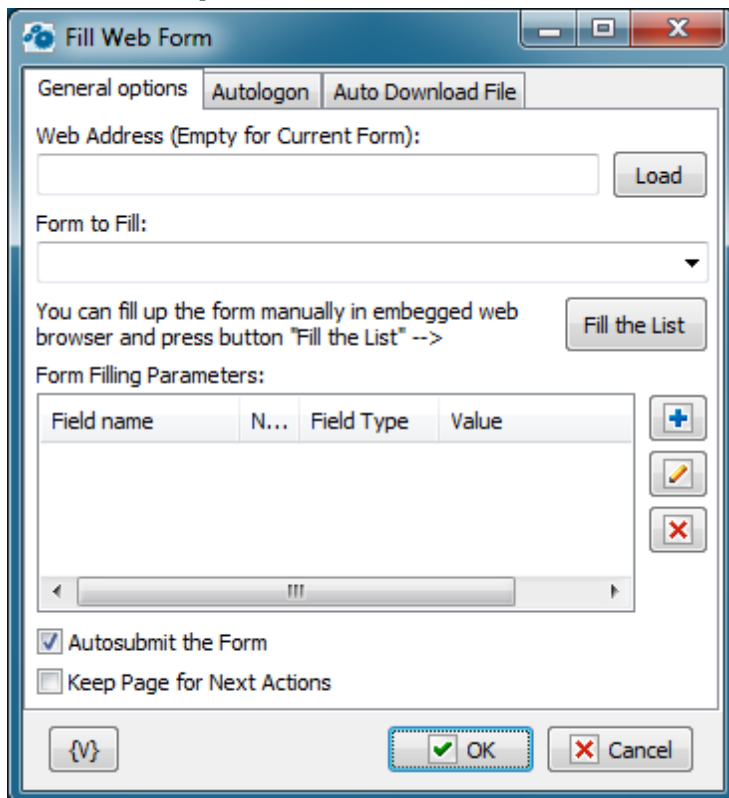 Fill Web Form
General options Autologon Auto Download File
Web Address (Empty for Current Form):
Load
Form to Fill:
You can fill up the form manually in embegged web
browser and press button "Fill the List" -->
Fill the List
Form Filling Parameters:
Field name N... Field Type Value
Autosubmit the Form
Keep Page for Next Actions
{V} OK Cancel